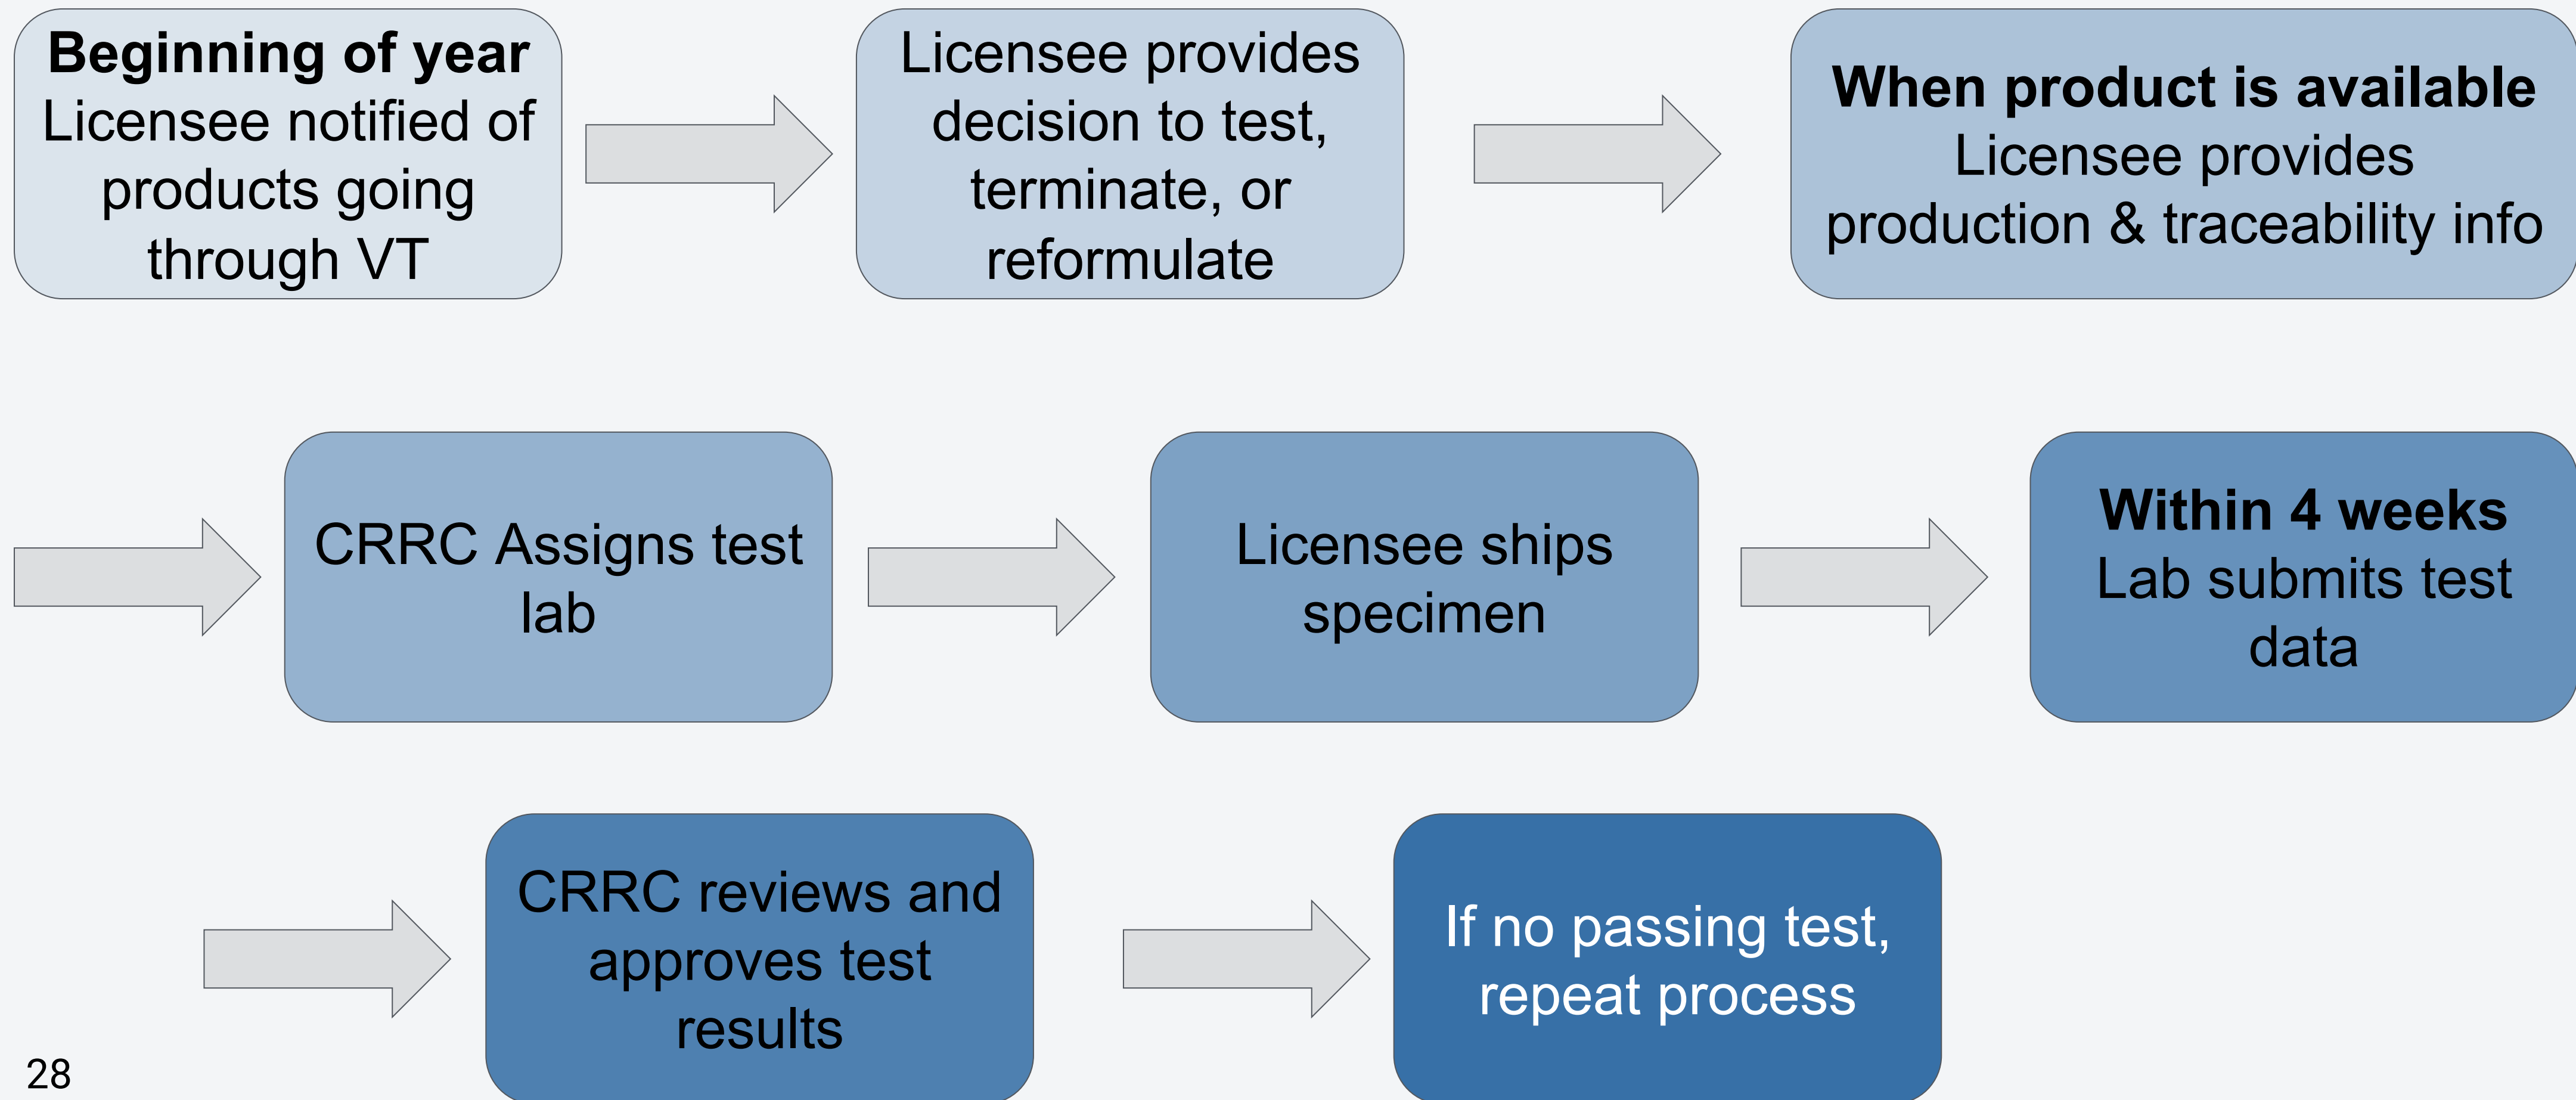 Beginning of year
Licensee notified of
products going
through VT
Licensee provides
decision to test,
terminate, or
reformulate
When product is available
Licensee provides
production & traceability info
CRRC Assigns test
lab
Licensee ships
specimen
Within 4 weeks
Lab submits test
data
CRRC reviews and
approves test
results
If no passing test,
repeat process
28